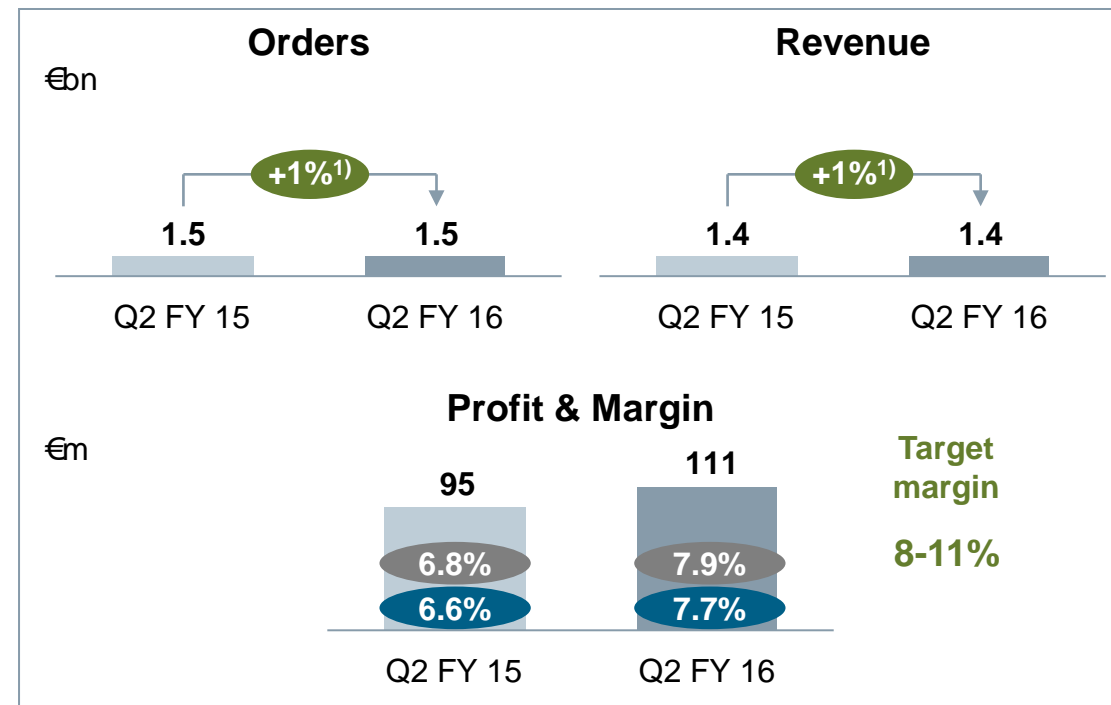 Orders
€bn
+1%1)
1.5
1.5
Q2 FY 15
Q2 FY 16
Revenue
+1%1)
1.4
1.4
Q2 FY 15
Q2 FY 16
Profit & Margin
€m
95
111
6.8%
7.9%
6.6%
7.7%
Q2 FY 15
Q2 FY 16
Target
margin
8-11%